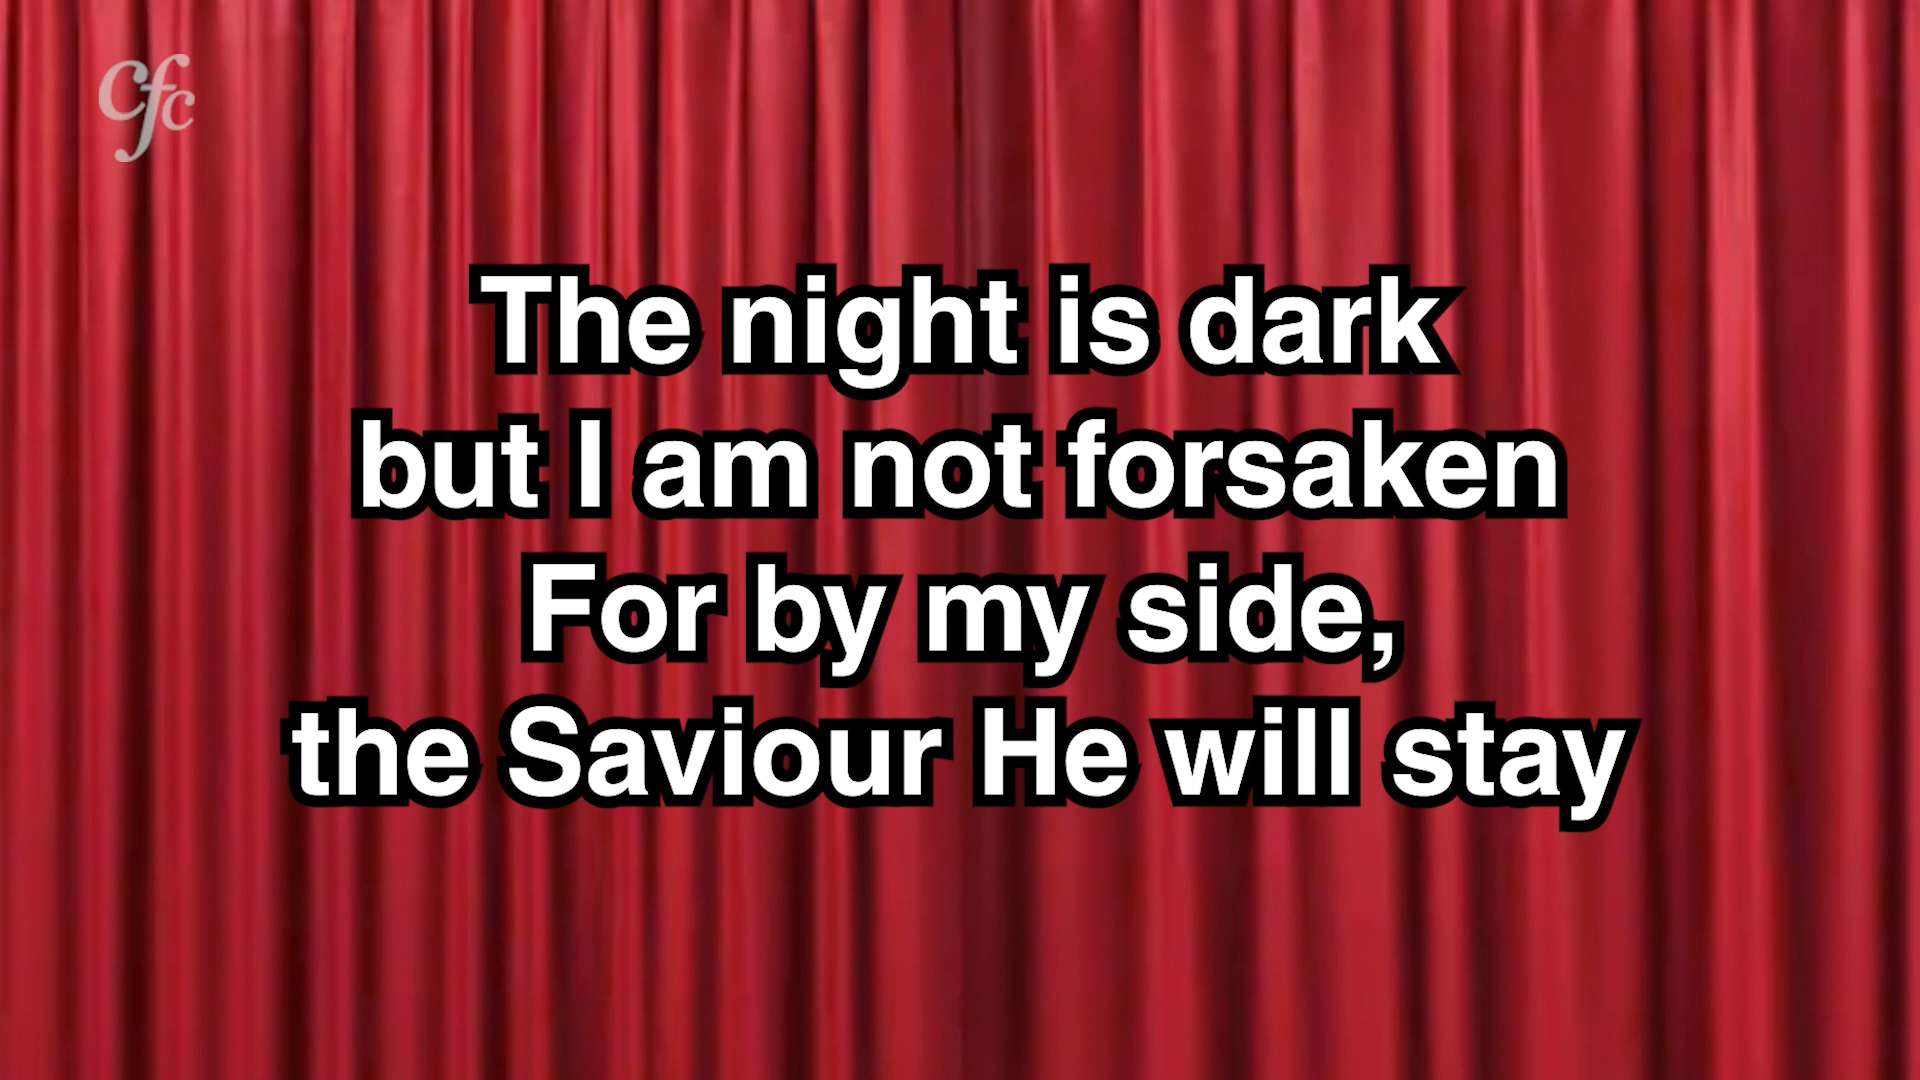 cfc
The night is dark
but I am not forsaken
For by my side,
the Saviour He will stay